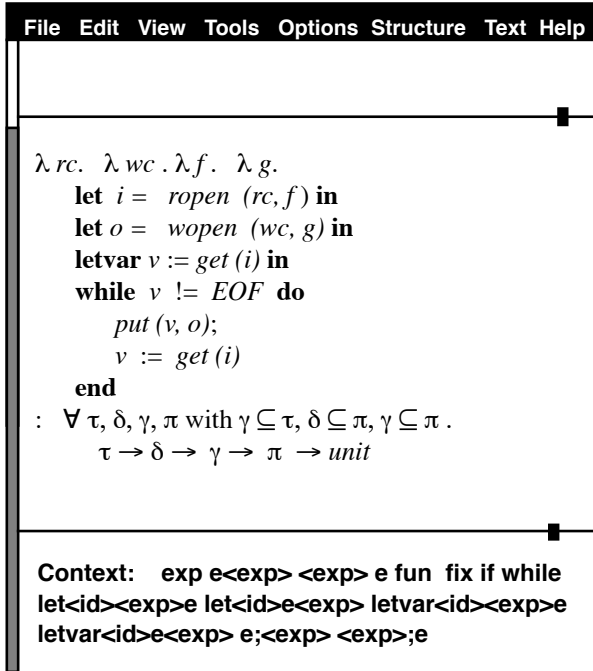 File Edit View Tools Options Structure Text Help
λ rc. λ wc . λ f . λ g.
let i = ropen (rc, f ) in
let o = wopen (wc, g) in
letvar v := get (i) in
while v != EOF do
put (v, o);
v := get (i)
end
: ∀ τ, δ, γ, π with γ ⊆ τ, δ ⊆ π, γ ⊆ π .
τ → δ → γ → π → unit
Context: exp e<exp> <exp> e fun fix if while
let<id><exp>e let<id>e<exp> letvar<id><exp>e
letvar<id>e<exp> e;<exp> <exp>;e